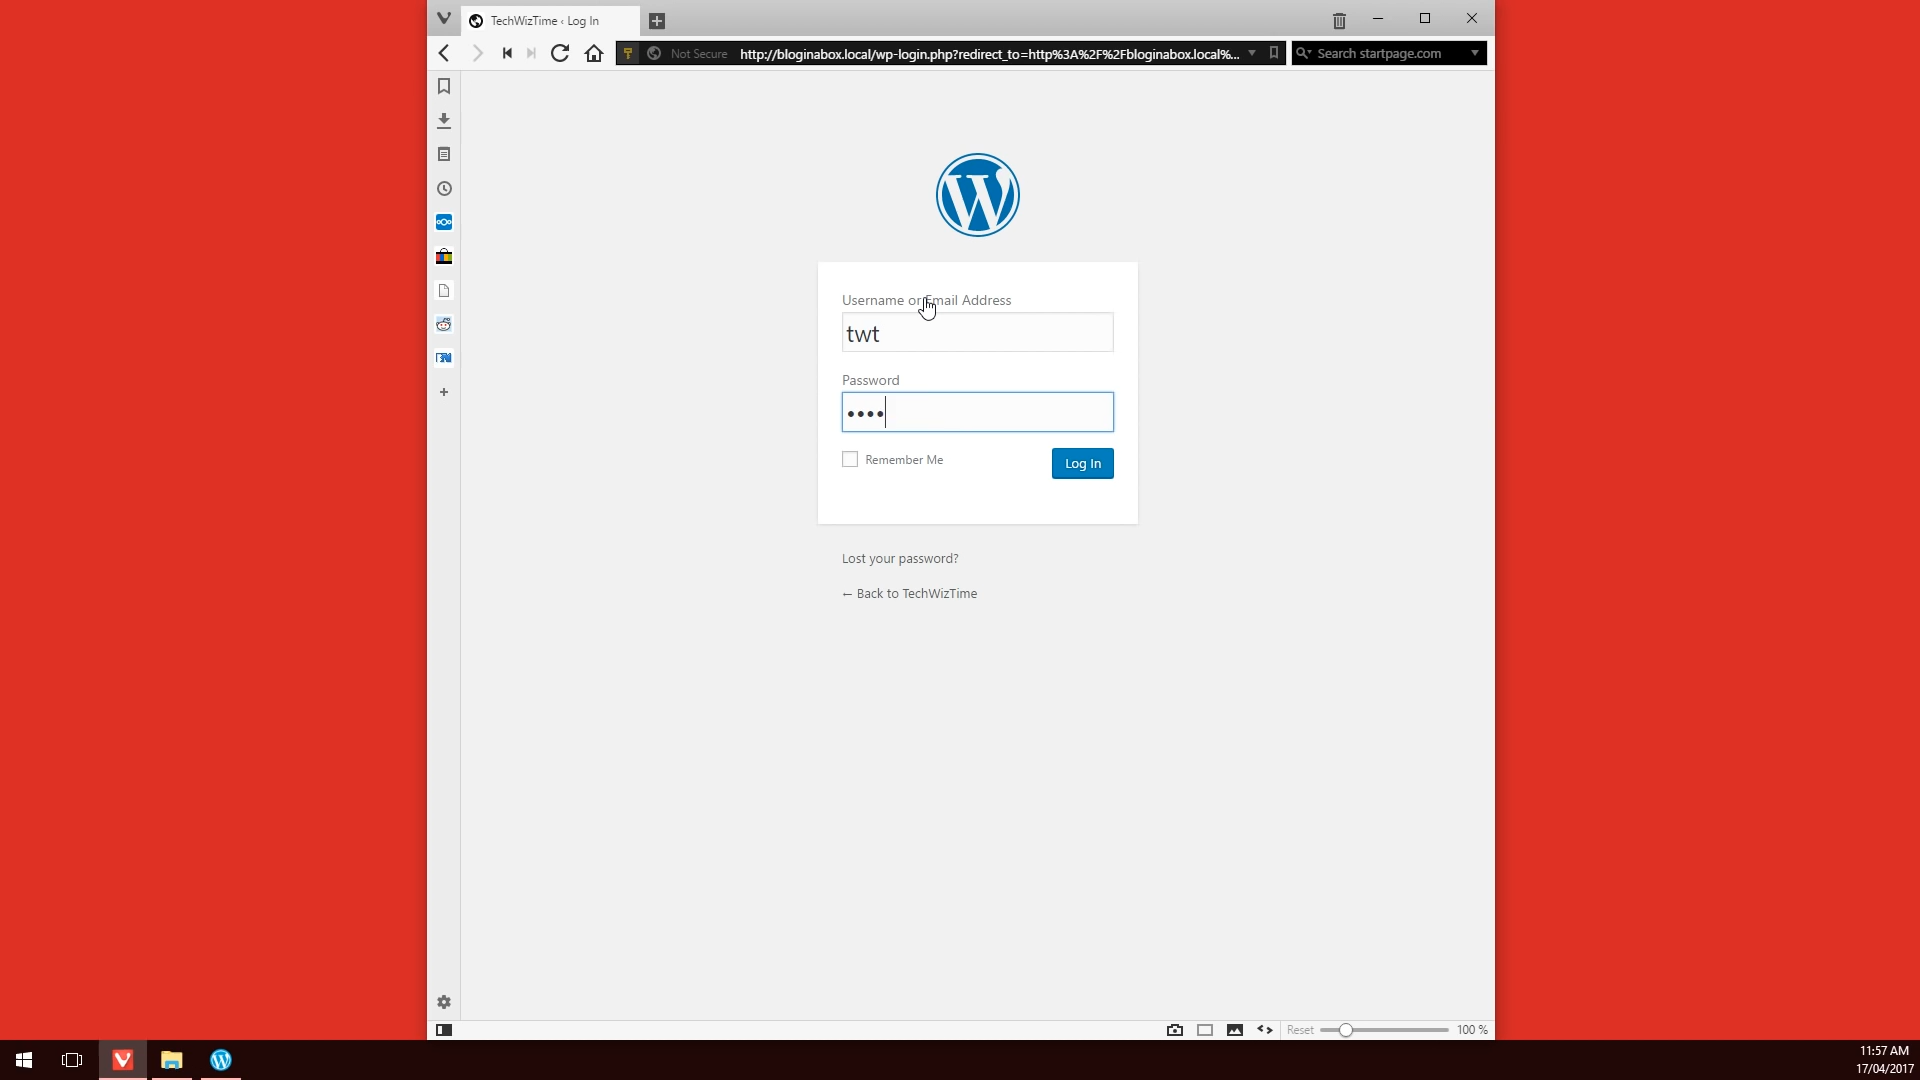 TechWizTime ‹ Log In
Not Secure http://bloginabox.local/wp-login.php?redirect_to=http%3A%2F%2Fbloginabox.local%... Search startpage.com
Username or Email Address
twt
Password
••••
Remember Me
Log In
Lost your password?
← Back to TechWizTime
Reset 100 %
11:57 AM
17/04/2017